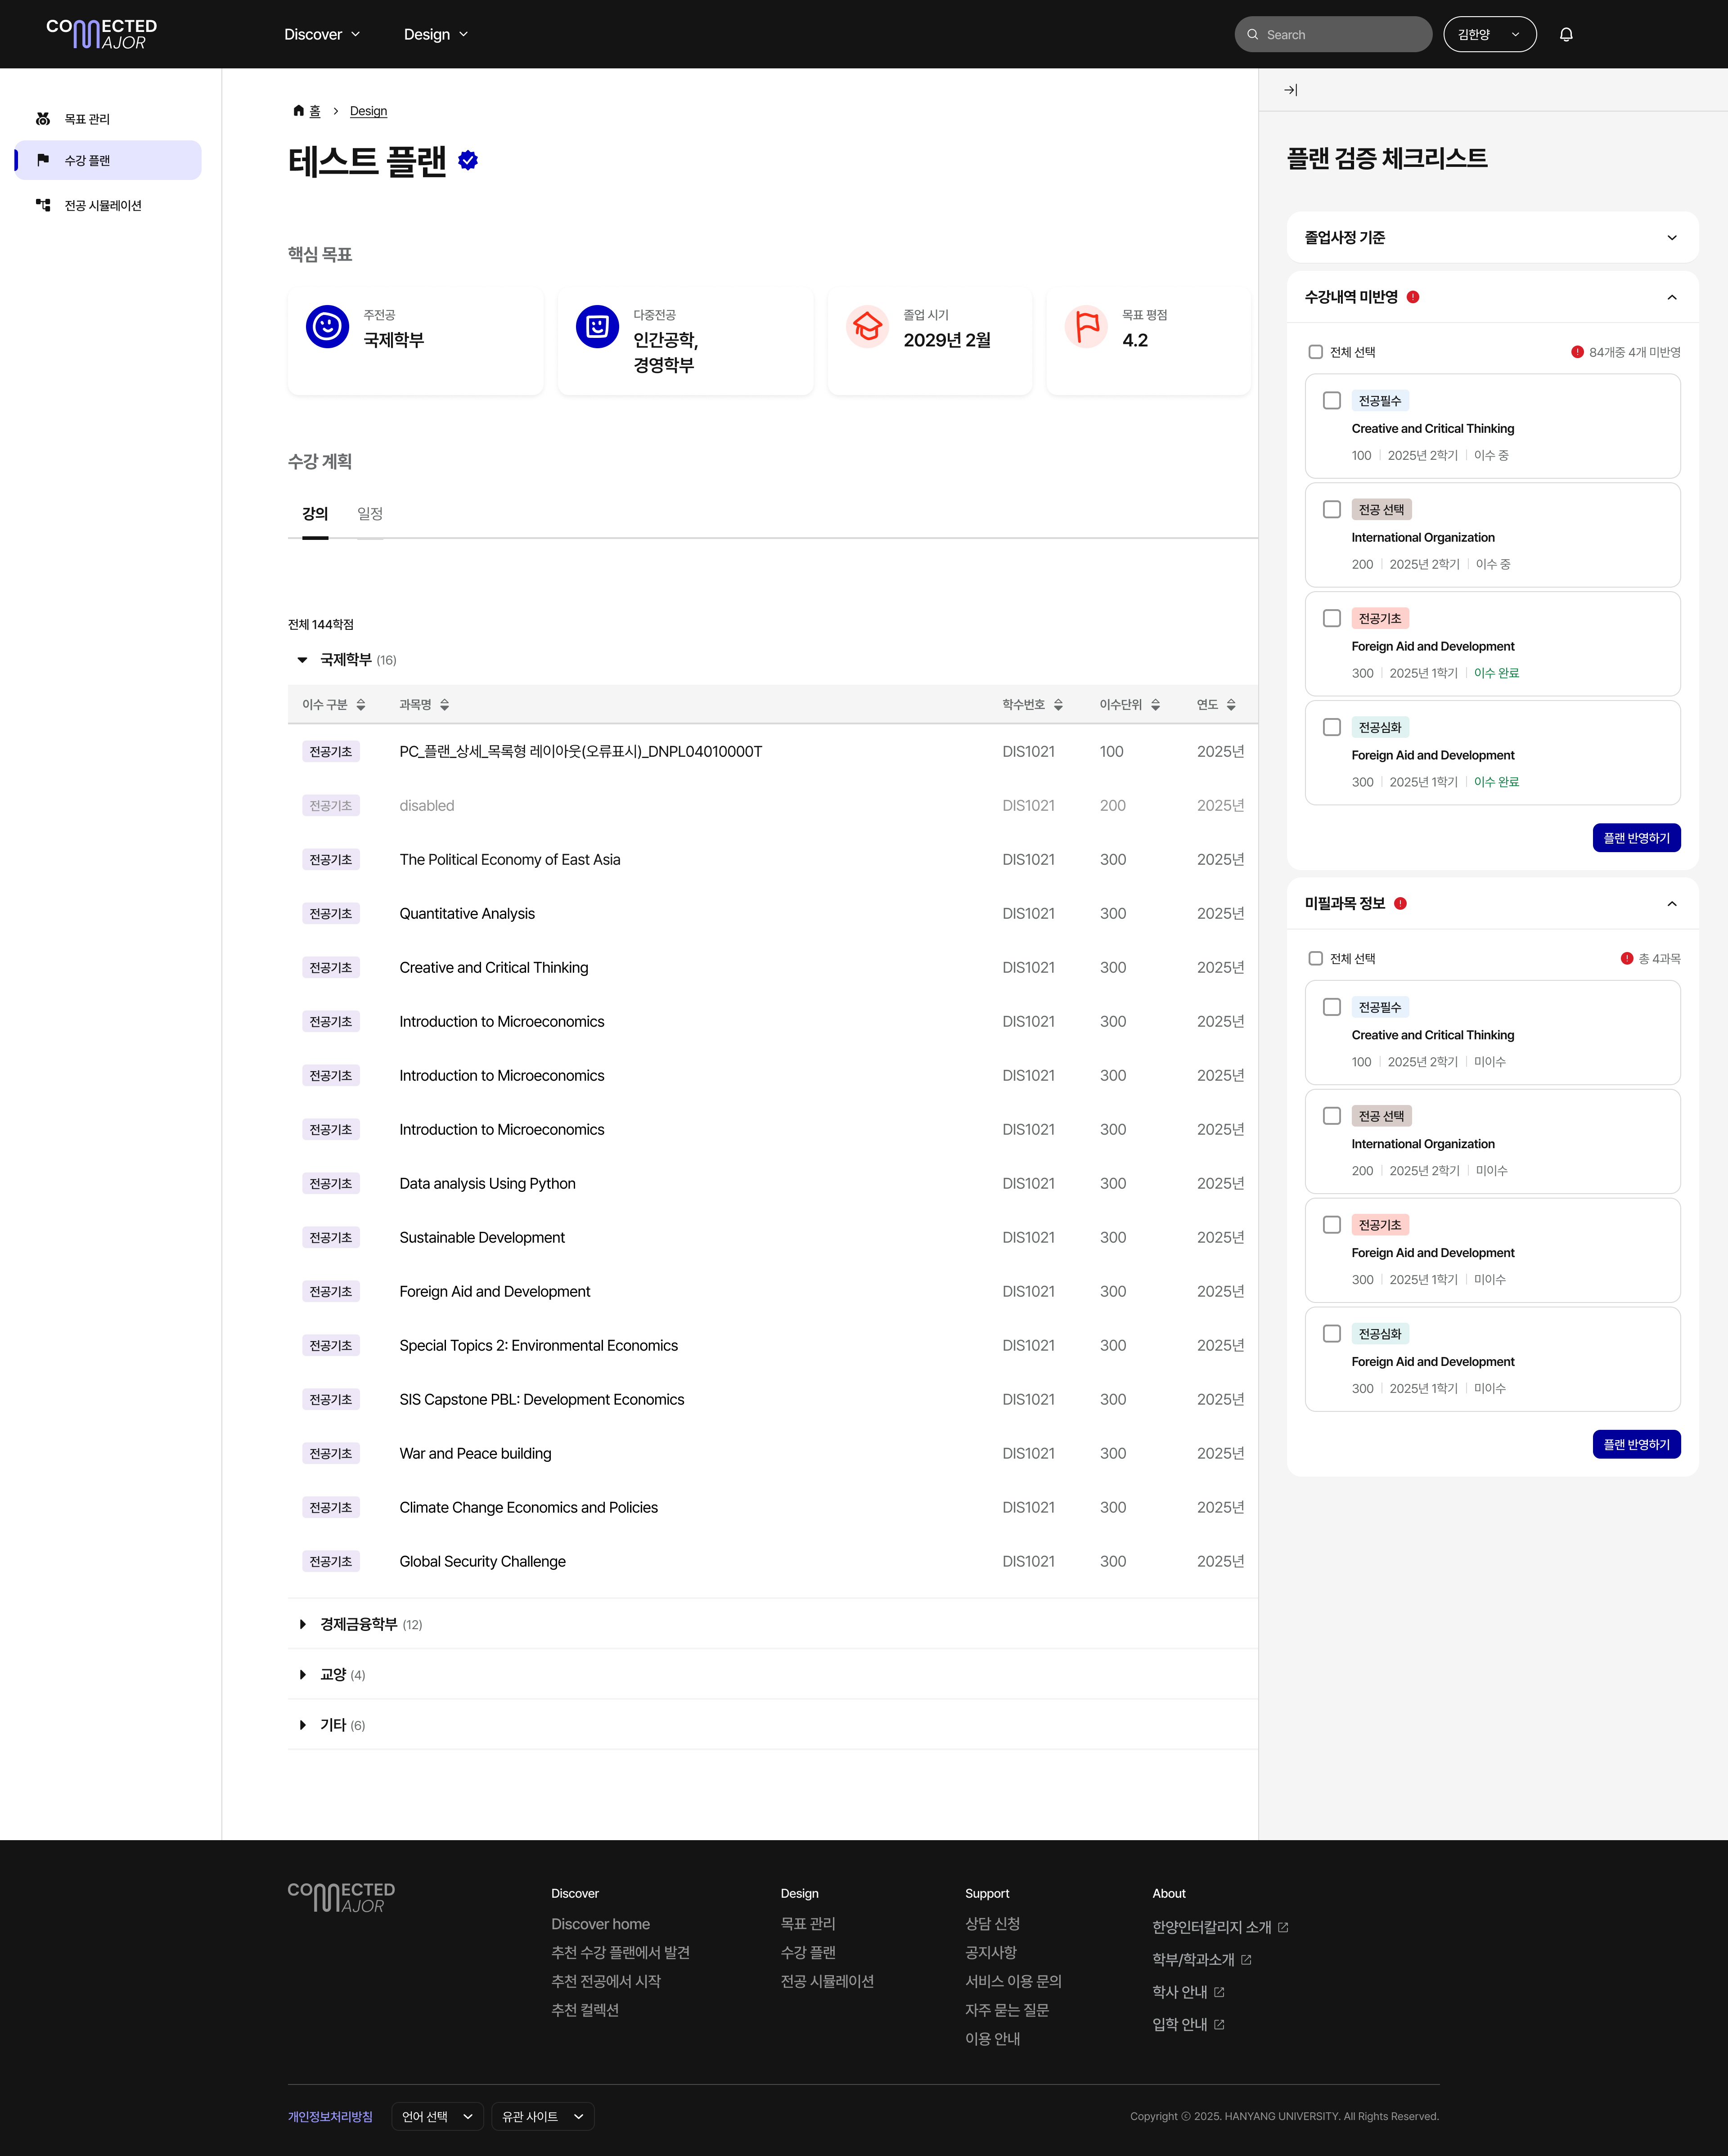 CONNECTED MAJOR
Discover
Design
Search
김한양
목표 관리
수강 플랜
전공 시뮬레이션
홈 > Design
테스트 플랜
핵심 목표
주전공
국제학부
다중전공
인간공학,
경영학부
졸업 시기
2029년 2월
목표 평점
4.2
수강 계획
강의 일정
전체 144학점
국제학부 (16)
이수 구분 과목명 학수번호 이수단위 연도
전공기초 PC_플랜_상세_목록형 레이아웃(오류표시)_DNPL04010000T DIS1021 100 2025년
전공기초 disabled DIS1021 200 2025년
전공기초 The Political Economy of East Asia DIS1021 300 2025년
전공기초 Quantitative Analysis DIS1021 300 2025년
전공기초 Creative and Critical Thinking DIS1021 300 2025년
전공기초 Introduction to Microeconomics DIS1021 300 2025년
전공기초 Introduction to Microeconomics DIS1021 300 2025년
전공기초 Introduction to Microeconomics DIS1021 300 2025년
전공기초 Data analysis Using Python DIS1021 300 2025년
전공기초 Sustainable Development DIS1021 300 2025년
전공기초 Foreign Aid and Development DIS1021 300 2025년
전공기초 Special Topics 2: Environmental Economics DIS1021 300 2025년
전공기초 SIS Capstone PBL: Development Economics DIS1021 300 2025년
전공기초 War and Peace building DIS1021 300 2025년
전공기초 Climate Change Economics and Policies DIS1021 300 2025년
전공기초 Global Security Challenge DIS1021 300 2025년
경제금융학부 (12)
교양 (4)
기타 (6)
플랜 검증 체크리스트
졸업사정 기준
수강내역 미반영
전체 선택 84개중 4개 미반영
전공필수
Creative and Critical Thinking
100 | 2025년 2학기 | 이수 중
전공 선택
International Organization
200 | 2025년 2학기 | 이수 중
전공기초
Foreign Aid and Development
300 | 2025년 1학기 | 이수 완료
전공심화
Foreign Aid and Development
300 | 2025년 1학기 | 이수 완료
플랜 반영하기
미필과목 정보
전체 선택 총 4과목
전공필수
Creative and Critical Thinking
100 | 2025년 2학기 | 미이수
전공 선택
International Organization
200 | 2025년 2학기 | 미이수
전공기초
Foreign Aid and Development
300 | 2025년 1학기 | 미이수
전공심화
Foreign Aid and Development
300 | 2025년 1학기 | 미이수
플랜 반영하기
CONNECTED MAJOR
Discover
Discover home
추천 수강 플랜에서 발견
추천 전공에서 시작
추천 컬렉션
Design
목표 관리
수강 플랜
전공 시뮬레이션
Support
상담 신청
공지사항
서비스 이용 문의
자주 묻는 질문
이용 안내
About
한양인터칼리지 소개
학부/학과소개
학사 안내
입학 안내
개인정보처리방침
언어 선택
유관 사이트
Copyright ⓒ 2025. HANYANG UNIVERSITY. All Rights Reserved.